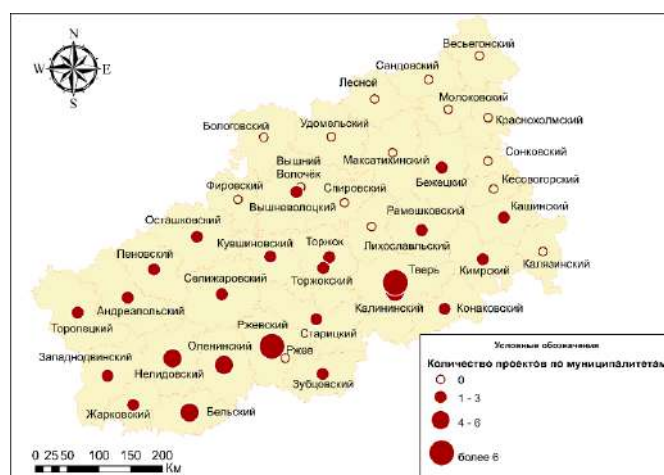 N
W E
S
Весьегонский
Сандовский
Лесной
Молоковский
Краснохолмский
Бологовский
Удомельский
Максатихинский
Сонковский
Вышний
Волочёк
Бежецкий
Кесовогорский
Фировский
Спировский
Вышневолоцкий
Рамешковский
Кашинский
Осташковский
Кувшиновский
Торжок
Лихославльский
Пеновский
Тверь
Кимрский
Калязинский
Селижаровский
Торжокский
Андреапольский
Калининский
Конаковский
Торопецкий
Ржевский
Старицкий
Западнодвинский
Оленинский
Ржев
Нелидовский
Зубцовский
Жарковский
Бельский
0 25 50 100 150 200
Км
Условные обозначения
Количество проектов по муниципалитетам
0
1 - 3
4 - 6
более 6